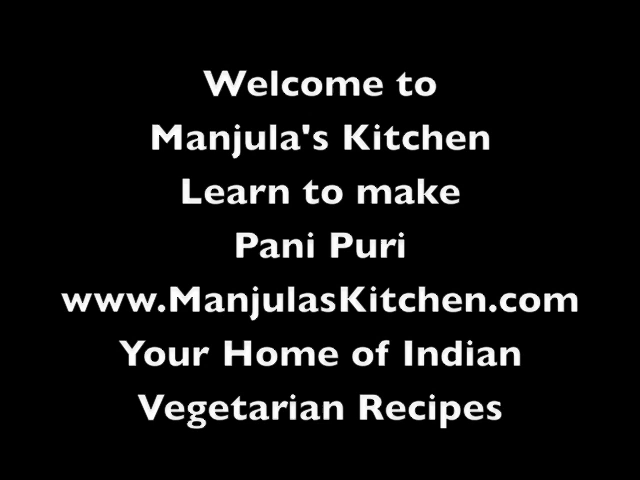 Welcome to
Manjula's Kitchen
Learn to make
Pani Puri
www.ManjulasKitchen.com
Your Home of Indian
Vegetarian Recipes